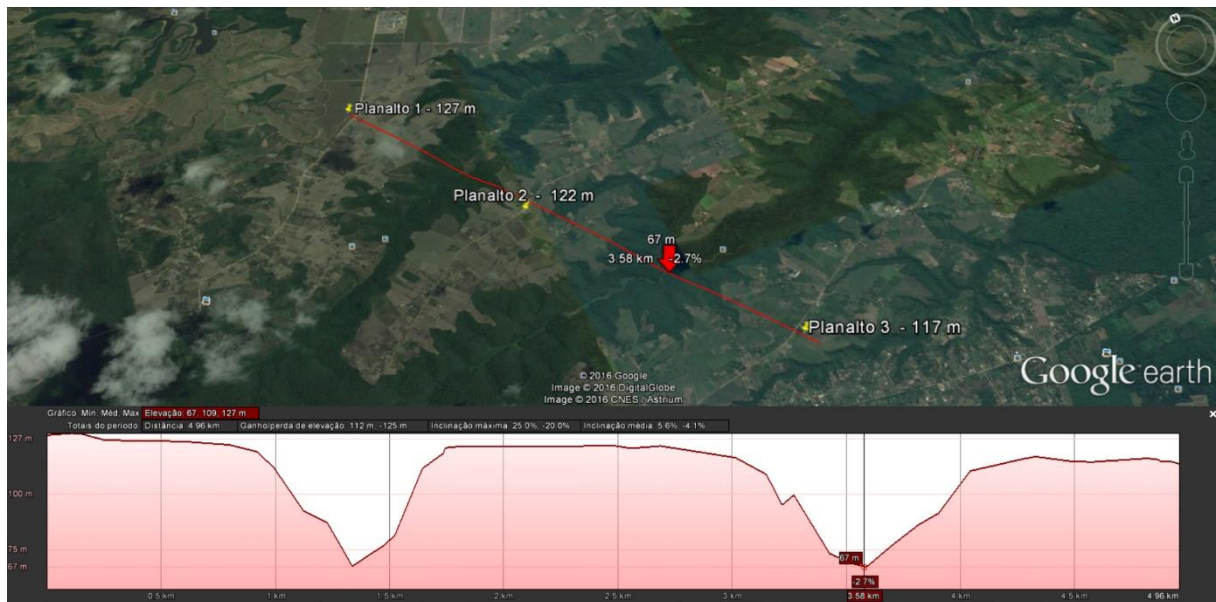 N
Planalto 1 - 127 m
Planalto 2 - 122 m
67 m
3.58 km -2.7%
Planalto 3 - 117 m
© 2016 Google
Image © 2016 DigitalGlobe
Image © 2016 CNES / Astrium
Google earth
Gráfico Mín, Méd, Máx Elevação: 67, 109, 127 m
Totais do período: Distância: 4.96 km Ganho/perda de elevação: 112 m, -125 m Inclinação máxima: 25.0%, -20.0% Inclinação média: 5.6%, -4.1%
127 m
100 m
75 m
67 m
67 m
-2.7%
0.5 km 1 km 1.5 km 2 km 2.5 km 3 km 3.58 km 4 km 4.5 km 4.96 km